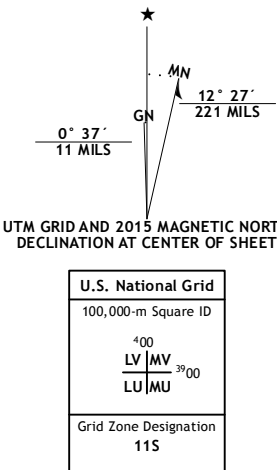 ★
MN
GN
12° 27´
221 MILS
0° 37´
11 MILS
UTM GRID AND 2015 MAGNETIC NORT
DECLINATION AT CENTER OF SHEET
U.S. National Grid
100,000-m Square ID
⁴00
LV MV
³⁹00
LU MU
Grid Zone Designation
11S